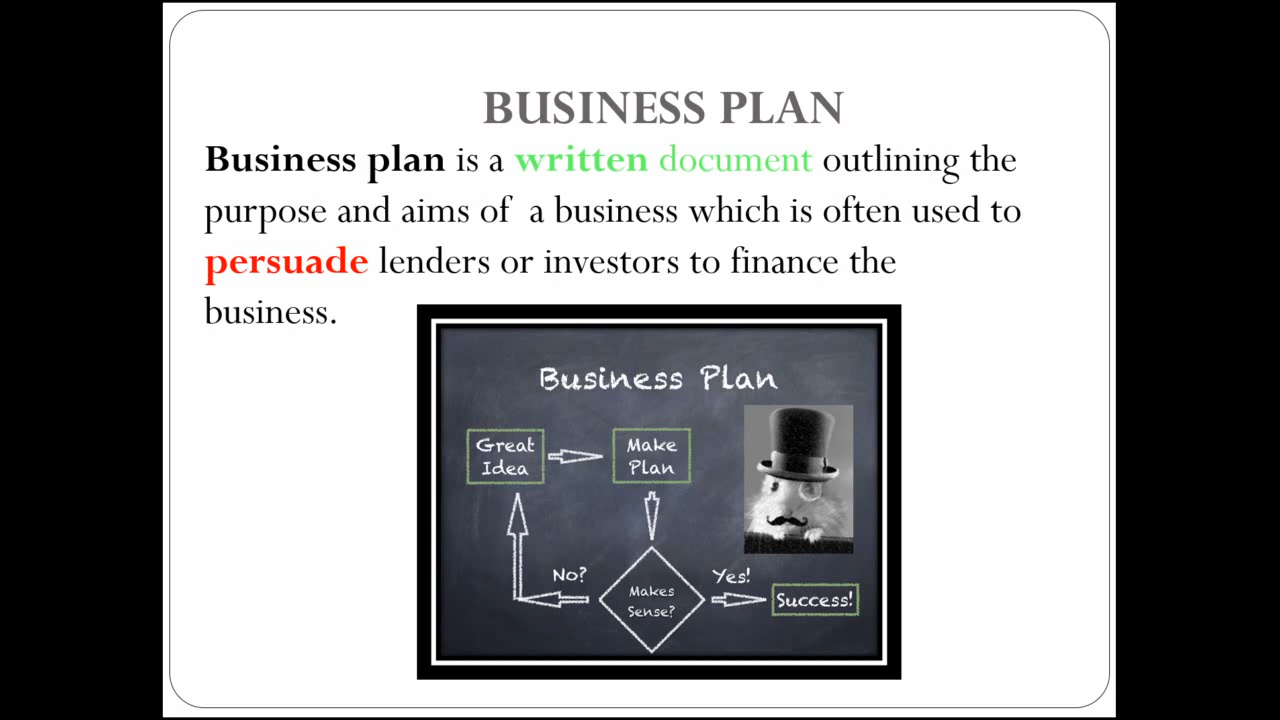 BUSINESS PLAN
Business plan is a written document outlining the
purpose and aims of a business which is often used to
persuade lenders or investors to finance the
business.
Business Plan
Great
Idea
Make
Plan
No?
Makes
Sense?
Yes!
Success!